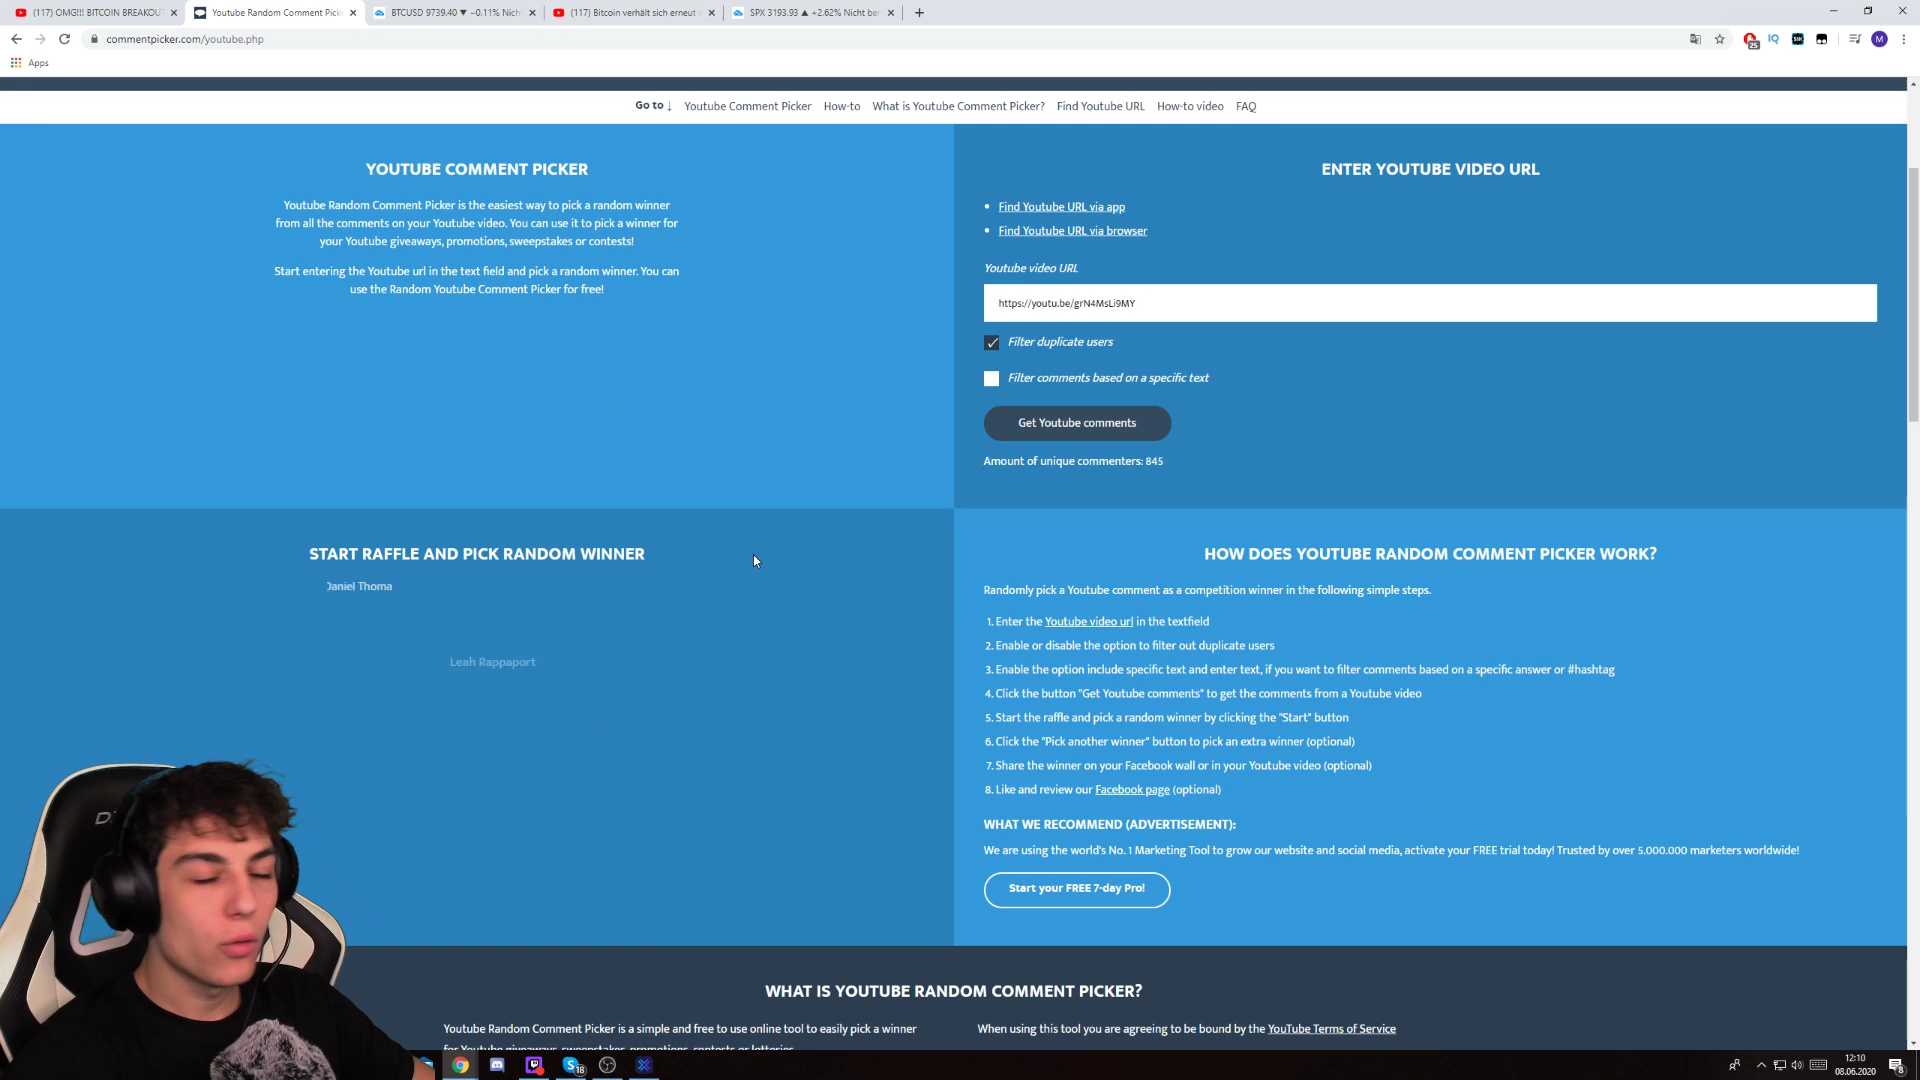 (117) OMG!!! BITCOIN BREAKOUT
Youtube Random Comment Pick
BTCUSD 9739.40 ▼ −0.11% Nich
(117) Bitcoin verhält sich erneut
SPX 3193.93 ▲ +2.62% Nicht be
commentpicker.com/youtube.php
25
IQ
M
Apps
Go to ↓ Youtube Comment Picker How-to What is Youtube Comment Picker? Find Youtube URL How-to video FAQ
YOUTUBE COMMENT PICKER
Youtube Random Comment Picker is the easiest way to pick a random winner
from all the comments on your Youtube video. You can use it to pick a winner for
your Youtube giveaways, promotions, sweepstakes or contests!
Start entering the Youtube url in the text field and pick a random winner. You can
use the Random Youtube Comment Picker for free!
ENTER YOUTUBE VIDEO URL
• Find Youtube URL via app
• Find Youtube URL via browser
Youtube video URL
https://youtu.be/grN4MsLi9MY
Filter duplicate users
Filter comments based on a specific text
Get Youtube comments
Amount of unique commenters: 845
START RAFFLE AND PICK RANDOM WINNER
Daniel Thoma
Leah Rappaport
HOW DOES YOUTUBE RANDOM COMMENT PICKER WORK?
Randomly pick a Youtube comment as a competition winner in the following simple steps.
1. Enter the Youtube video url in the textfield
2. Enable or disable the option to filter out duplicate users
3. Enable the option include specific text and enter text, if you want to filter comments based on a specific answer or #hashtag
4. Click the button "Get Youtube comments" to get the comments from a Youtube video
5. Start the raffle and pick a random winner by clicking the "Start" button
6. Click the "Pick another winner" button to pick an extra winner (optional)
7. Share the winner on your Facebook wall or in your Youtube video (optional)
8. Like and review our Facebook page (optional)
WHAT WE RECOMMEND (ADVERTISEMENT):
We are using the world's No. 1 Marketing Tool to grow our website and social media, activate your FREE trial today! Trusted by over 5.000.000 marketers worldwide!
Start your FREE 7-day Pro!
WHAT IS YOUTUBE RANDOM COMMENT PICKER?
Youtube Random Comment Picker is a simple and free to use online tool to easily pick a winner
for Youtube giveaways, sweepstakes, promotions, contests or lotteries.
When using this tool you are agreeing to be bound by the YouTube Terms of Service
18
12:10
08.06.2020
8